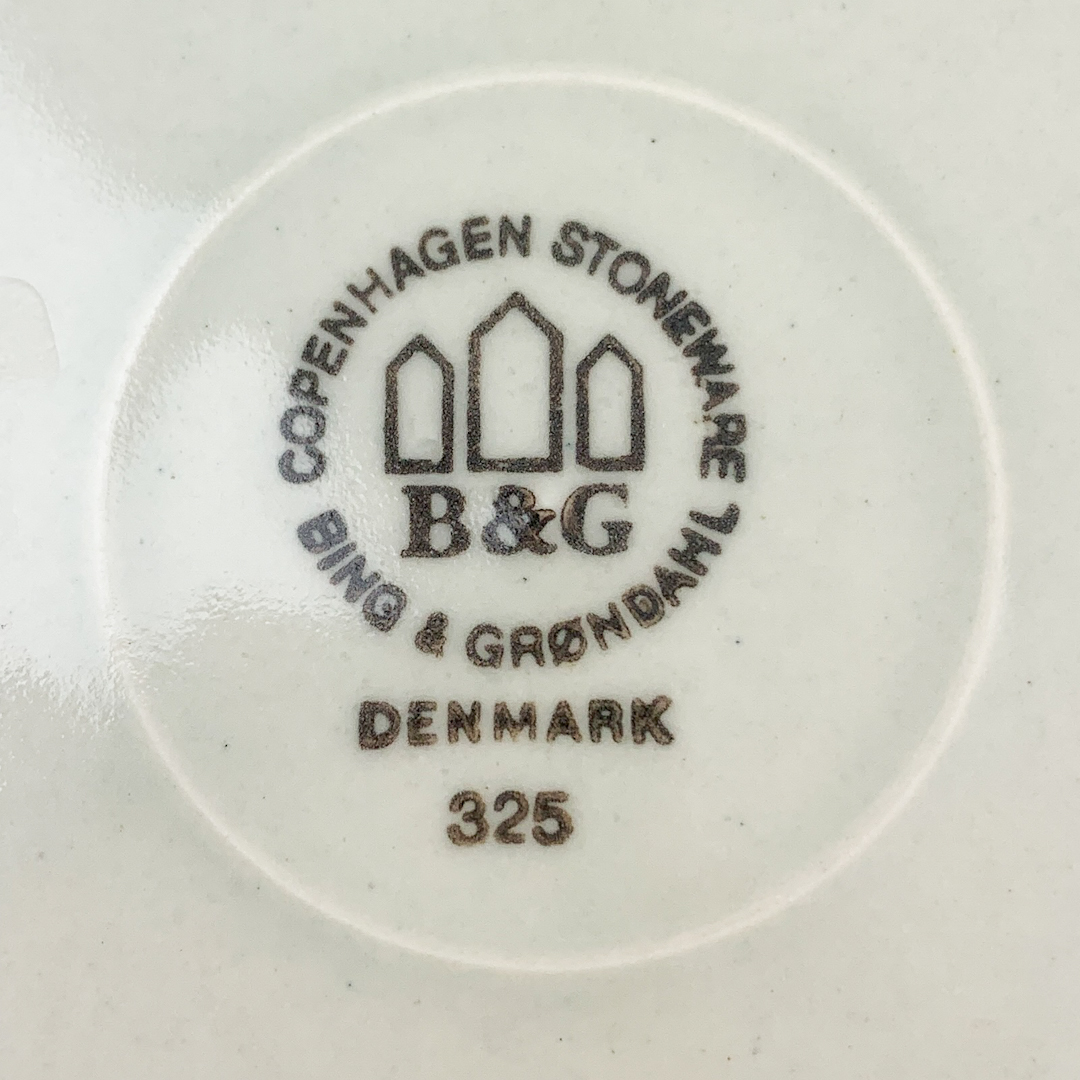 COPENHAGEN STONEWARE
B&G
BING & GRØNDAHL
DENMARK
325